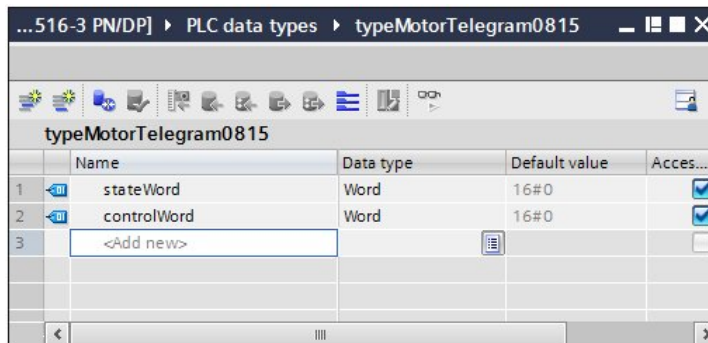 ...516-3 PN/DP] ▸ PLC data types ▸ typeMotorTelegram0815
typeMotorTelegram0815
Name Data type Default value Acces...
1 stateWord Word 16#0
2 controlWord Word 16#0
3 <Add new>